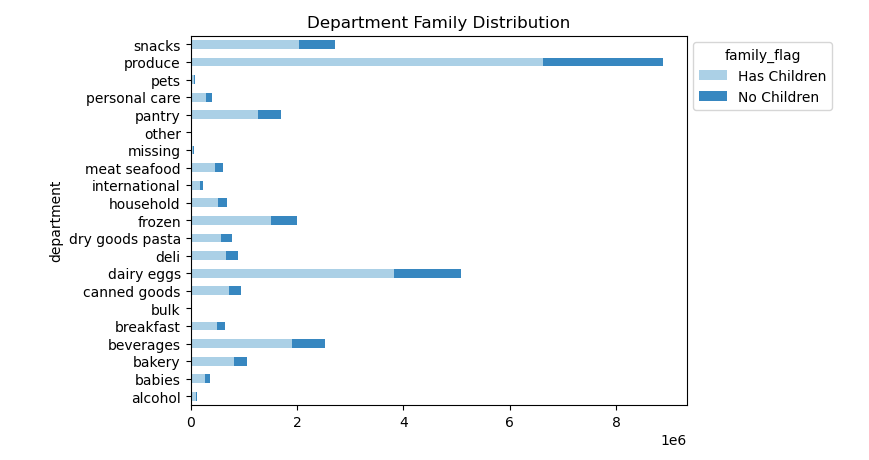 Department Family Distribution
snacks
produce
pets
personal care
pantry
other
missing
meat seafood
international
household
frozen
dry goods pasta
deli
dairy eggs
canned goods
bulk
breakfast
beverages
bakery
babies
alcohol
department
0 2 4 6 8
1e6
family_flag
Has Children
No Children